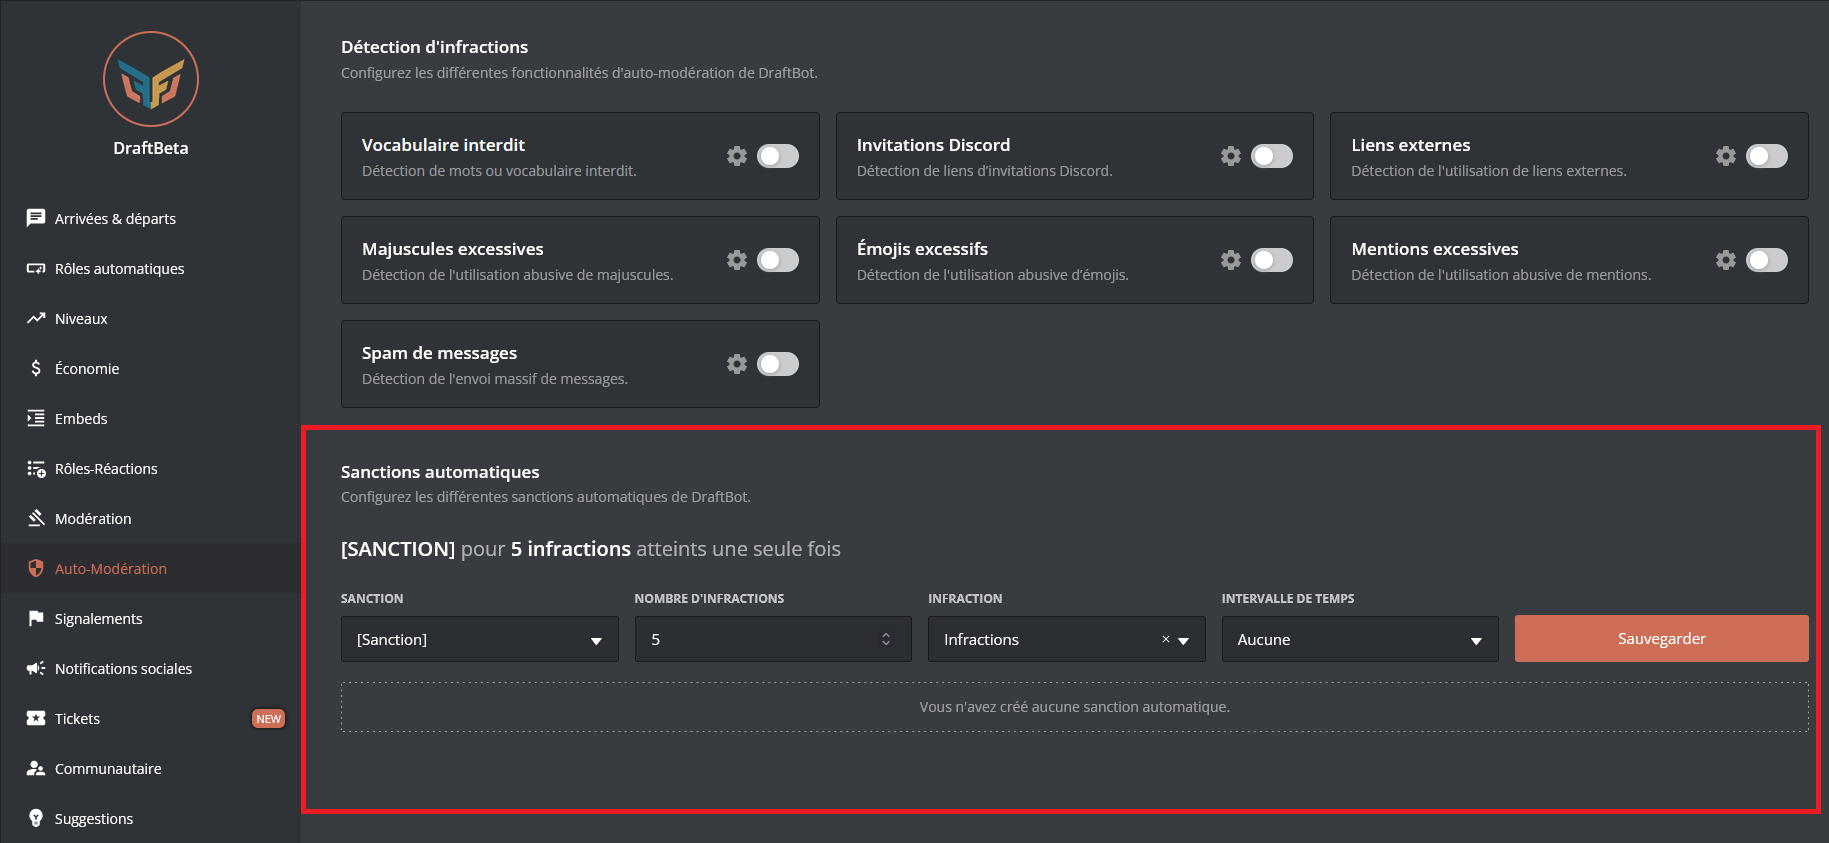 DraftBeta
Arrivées & départs
Rôles automatiques
Niveaux
Économie
Embeds
Rôles-Réactions
Modération
Auto-Modération
Signalements
Notifications sociales
Tickets NEW
Communautaire
Suggestions
Détection d'infractions
Configurez les différentes fonctionnalités d'auto-modération de DraftBot.
Vocabulaire interdit
Détection de mots ou vocabulaire interdit.
Invitations Discord
Détection de liens d’invitations Discord.
Liens externes
Détection de l'utilisation de liens externes.
Majuscules excessives
Détection de l'utilisation abusive de majuscules.
Émojis excessifs
Détection de l'utilisation abusive d’émojis.
Mentions excessives
Détection de l'utilisation abusive de mentions.
Spam de messages
Détection de l'envoi massif de messages.
Sanctions automatiques
Configurez les différentes sanctions automatiques de DraftBot.
[SANCTION] pour 5 infractions atteints une seule fois
SANCTION NOMBRE D'INFRACTIONS INFRACTION INTERVALLE DE TEMPS
[Sanction] 5 Infractions × Aucune Sauvegarder
Vous n'avez créé aucune sanction automatique.